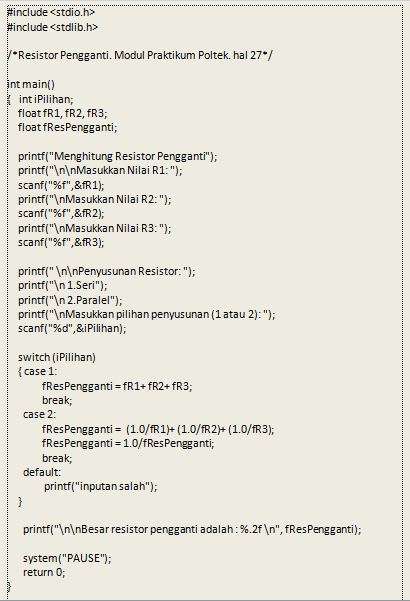 #include <stdio.h>
#include <stdlib.h>
/*Resistor Pengganti. Modul Praktikum Poltek. hal 27*/
int main()
{ int iPilihan;
float fR1, fR2, fR3;
float fResPengganti;
printf("Menghitung Resistor Pengganti");
printf("\n\nMasukkan Nilai R1: ");
scanf("%f",&fR1);
printf("\nMasukkan Nilai R2: ");
scanf("%f",&fR2);
printf("\nMasukkan Nilai R3: ");
scanf("%f",&fR3);
printf(" \n\nPenyusunan Resistor: ");
printf("\n 1.Seri");
printf("\n 2.Paralel");
printf("\nMasukkan pilihan penyusunan (1 atau 2): ");
scanf("%d",&iPilihan);
switch (iPilihan)
{ case 1:
fResPengganti = fR1+ fR2+ fR3;
break;
case 2:
fResPengganti = (1.0/fR1)+ (1.0/fR2)+ (1.0/fR3);
fResPengganti = 1.0/fResPengganti;
break;
default:
printf("inputan salah");
}
printf("\n\nBesar resistor pengganti adalah : %.2f \n", fResPengganti);
system("PAUSE");
return 0;
}